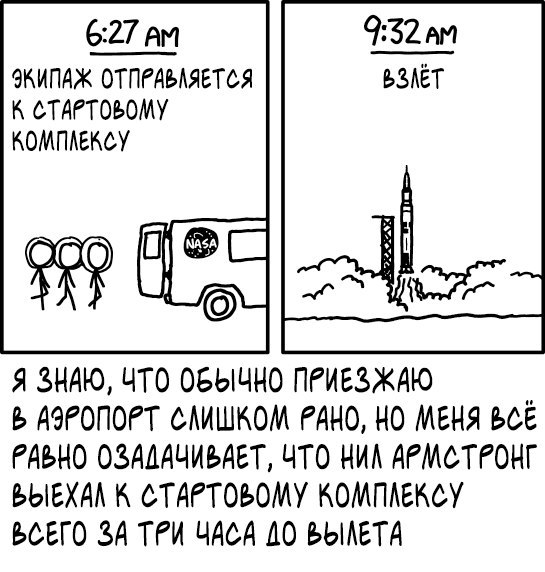 6:27 AM
ЭКИПАЖ ОТПРАВЛЯЕТСЯ
К СТАРТОВОМУ
КОМПЛЕКСУ
NASA
9:32 AM
ВЗЛЁТ
Я ЗНАЮ, ЧТО ОБЫЧНО ПРИЕЗЖАЮ
В АЭРОПОРТ СЛИШКОМ РАНО, НО МЕНЯ ВСЁ
РАВНО ОЗАДАЧИВАЕТ, ЧТО НИЛ АРМСТРОНГ
ВЫЕХАЛ К СТАРТОВОМУ КОМПЛЕКСУ
ВСЕГО ЗА ТРИ ЧАСА ДО ВЫЛЕТА